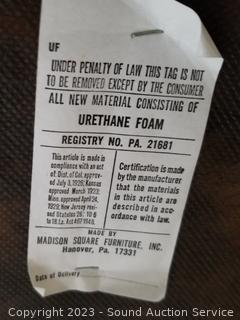 UF
UNDER PENALTY OF LAW THIS TAG IS NOT
TO BE REMOVED EXCEPT BY THE CONSUMER
ALL NEW MATERIAL CONSISTING OF
URETHANE FOAM
REGISTRY NO. PA. 21681
This article is made in
compliance with an act
of Dist. of Col. approved
July 3, 1926; Kansas
approved March 1923;
Minn. approved April 24,
1929; New Jersey revised
Statutes 26: 10-6
to 18. La. Act 467 1948.
Certification is made
by the manufacturer
that the materials
in this article are
described in accordance
with law.
MADE BY
MADISON SQUARE FURNITURE, INC.
Hanover, Pa. 17331
Date of Delivery
Copyright © 2023 - Sound Auction Service